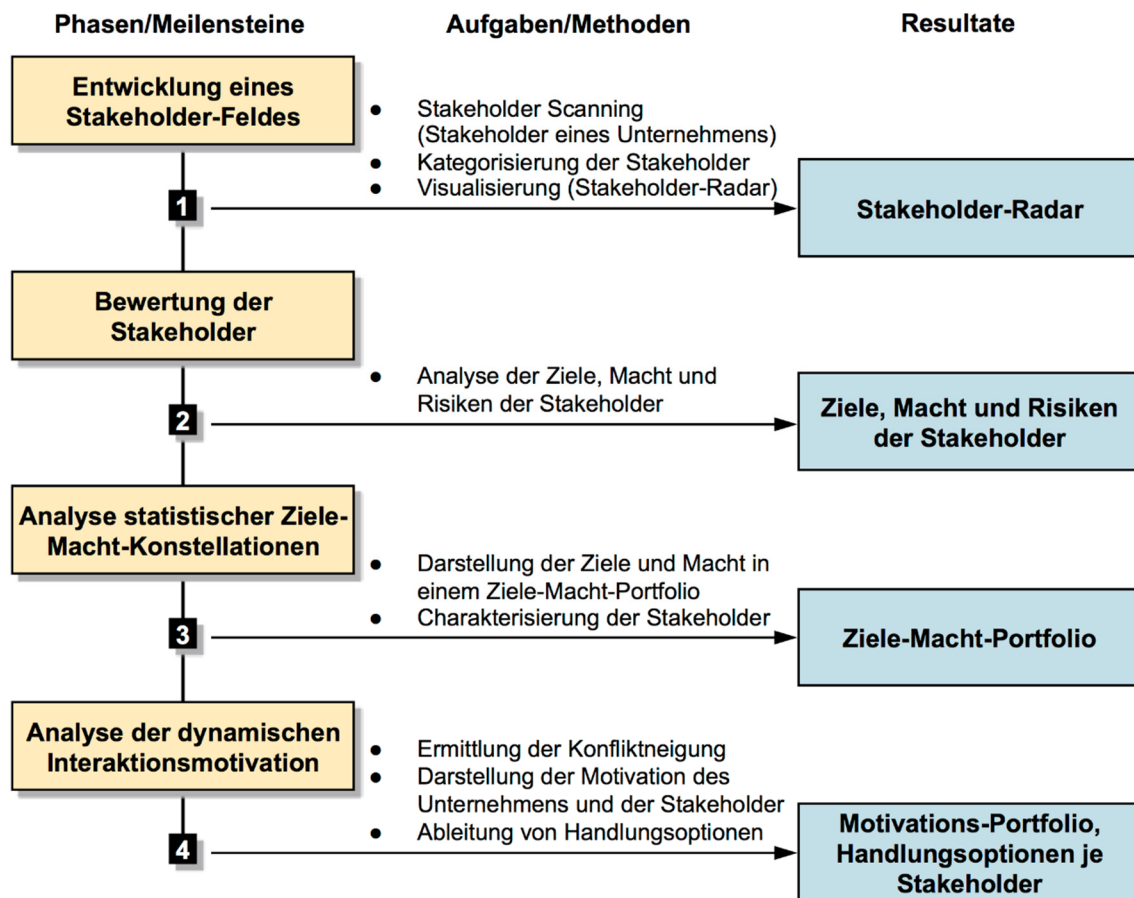 Phasen/Meilensteine
Aufgaben/Methoden
Resultate
Entwicklung eines
Stakeholder-Feldes
● Stakeholder Scanning
(Stakeholder eines Unternehmens)
● Kategorisierung der Stakeholder
● Visualisierung (Stakeholder-Radar)
1
Stakeholder-Radar
Bewertung der
Stakeholder
● Analyse der Ziele, Macht und
Risiken der Stakeholder
2
Ziele, Macht und Risiken
der Stakeholder
Analyse statistischer Ziele-
Macht-Konstellationen
● Darstellung der Ziele und Macht in
einem Ziele-Macht-Portfolio
● Charakterisierung der Stakeholder
3
Ziele-Macht-Portfolio
Analyse der dynamischen
Interaktionsmotivation
● Ermittlung der Konfliktneigung
● Darstellung der Motivation des
Unternehmens und der Stakeholder
● Ableitung von Handlungsoptionen
4
Motivations-Portfolio,
Handlungsoptionen je
Stakeholder